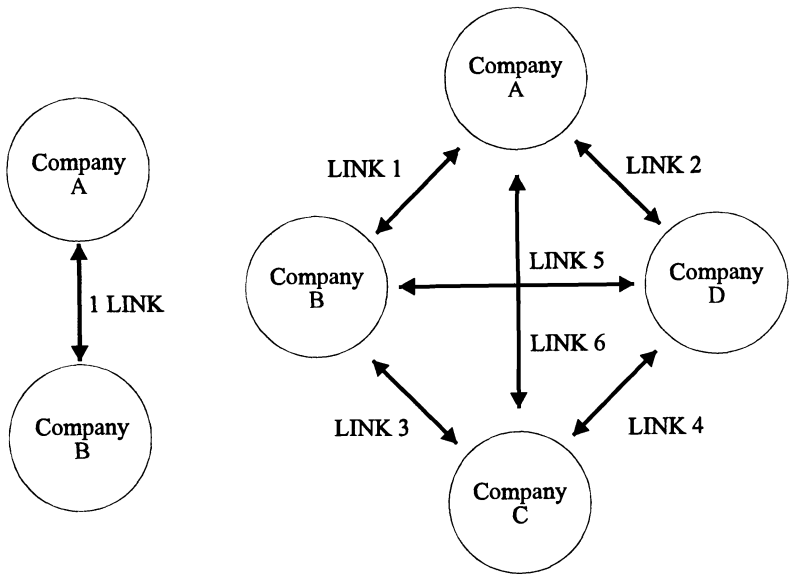 Company
A
1 LINK
Company
B
Company
A
LINK 1
LINK 2
Company
B
LINK 5
Company
D
LINK 6
LINK 3
LINK 4
Company
C